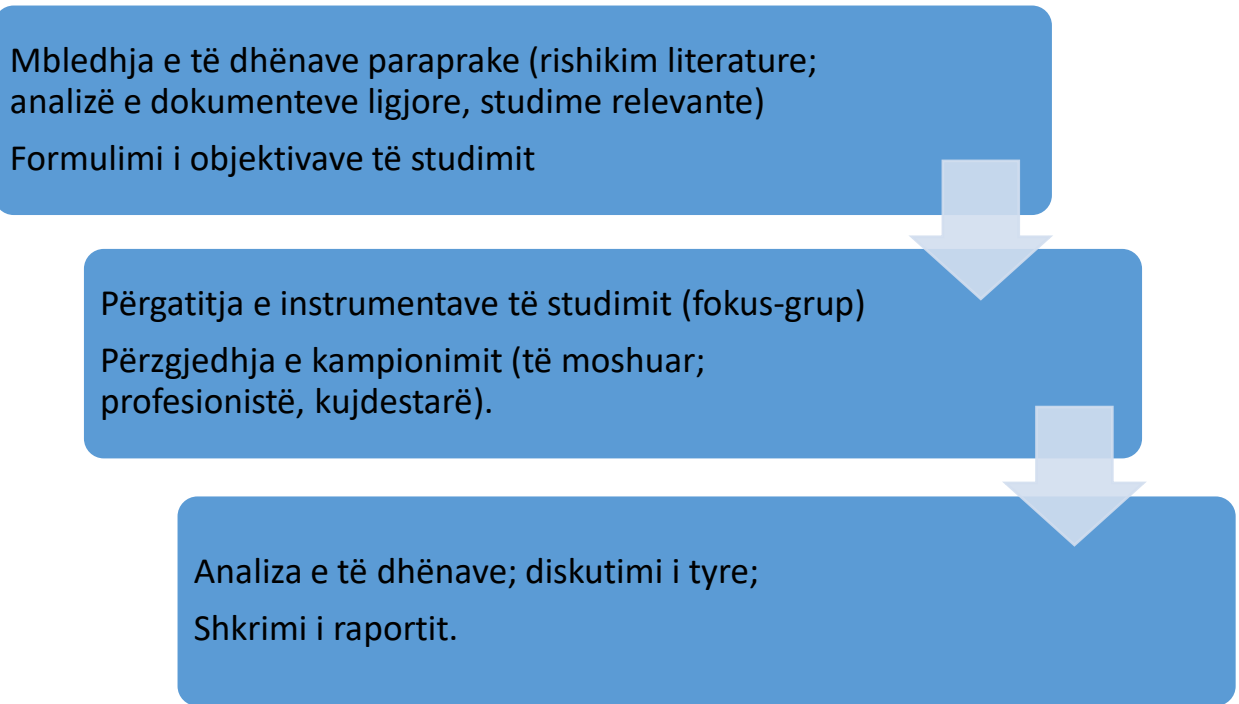 Mbledhja e të dhënave paraprake (rishikim literature;
analizë e dokumenteve ligjore, studime relevante)
Formulimi i objektivave të studimit
Përgatitja e instrumentave të studimit (fokus-grup)
Përzgjedhja e kampionimit (të moshuar;
profesionistë, kujdestarë).
Analiza e të dhënave; diskutimi i tyre;
Shkrimi i raportit.